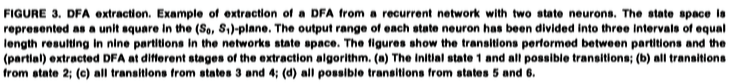 FIGURE 3. DFA extraction. Example of extraction of a DFA from a recurrent network with two state neurons. The state space is
represented as a unit square in the (S₀, S₁)-plane. The output range of each state neuron has been divided into three intervals of equal
length resulting in nine partitions in the networks state space. The figures show the transitions performed between partitions and the
(partial) extracted DFA at different stages of the extraction algorithm. (a) The initial state 1 and all possible transitions; (b) all transitions
from state 2; (c) all transitions from states 3 and 4; (d) all possible transitions from states 5 and 6.